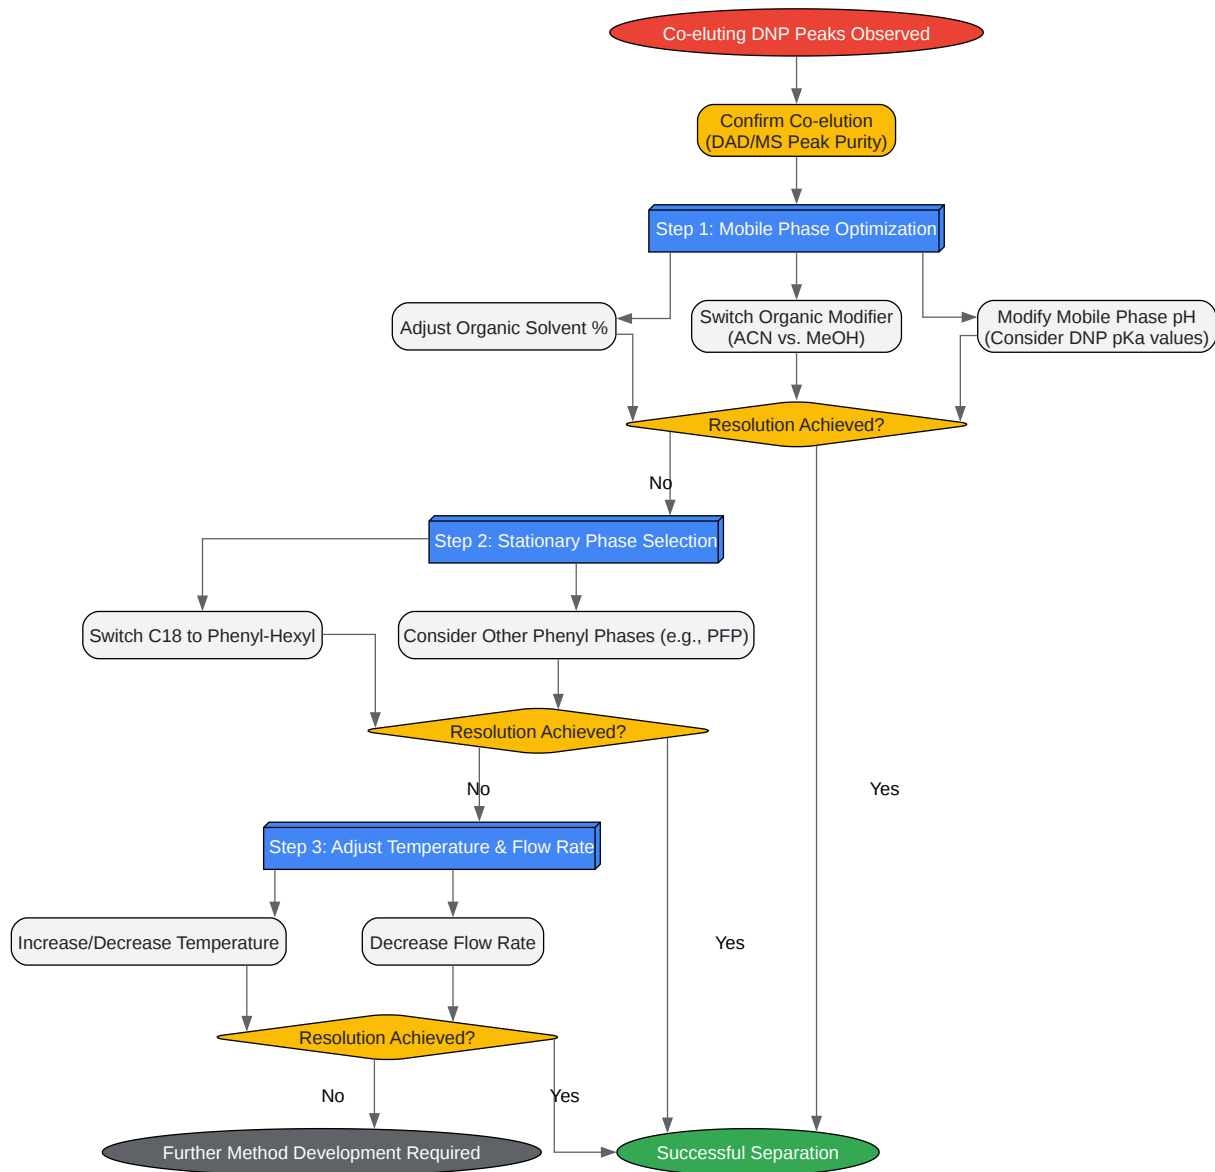 Co-eluting DNP Peaks Observed
Confirm Co-elution
(DAD/MS Peak Purity)
Step 1: Mobile Phase Optimization
Adjust Organic Solvent %
Switch Organic Modifier
(ACN vs. MeOH)
Modify Mobile Phase pH
(Consider DNP pKa values)
Resolution Achieved?
No
Step 2: Stationary Phase Selection
Switch C18 to Phenyl-Hexyl
Consider Other Phenyl Phases (e.g., PFP)
Resolution Achieved?
No
Yes
Step 3: Adjust Temperature & Flow Rate
Increase/Decrease Temperature
Decrease Flow Rate
Yes
Resolution Achieved?
No
Yes
Further Method Development Required
Successful Separation